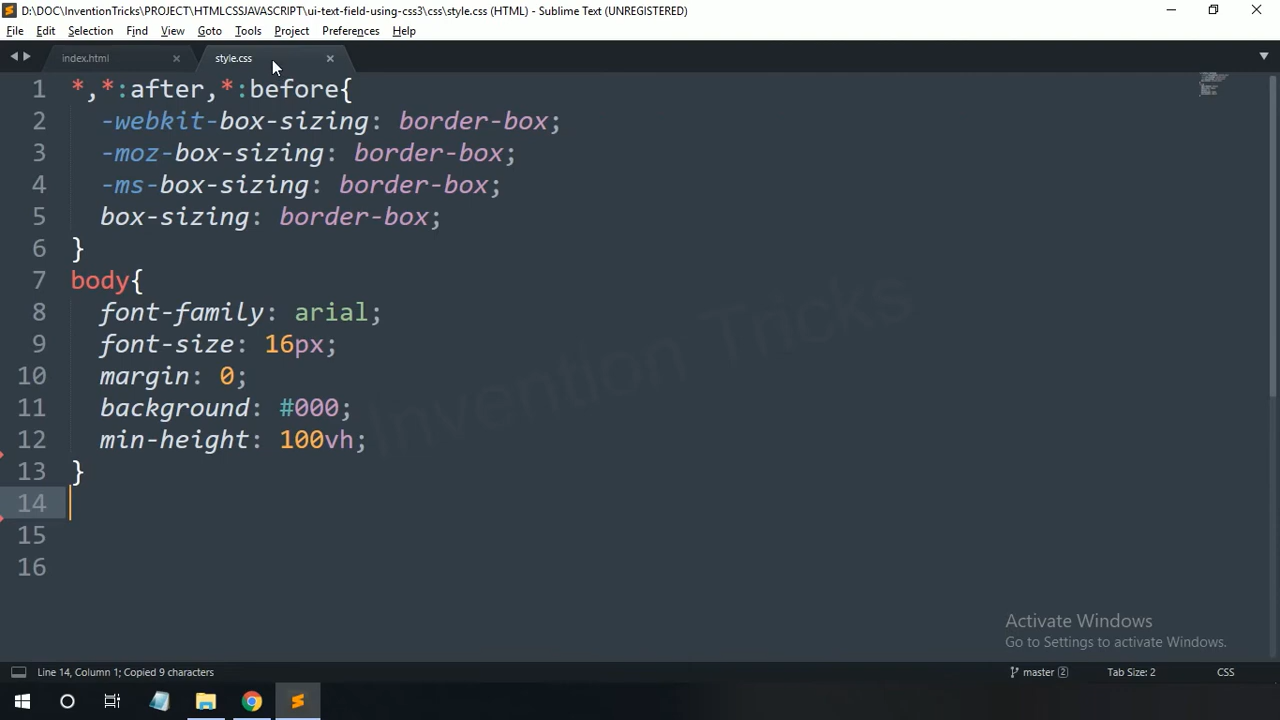 D:\DOC\InventionTricks\PROJECT\HTMLCSSJAVASCRIPT\ui-text-field-using-css3\css\style.css (HTML) - Sublime Text (UNREGISTERED)
File Edit Selection Find View Goto Tools Project Preferences Help
index.html × style.css ×
1 *,*:after,*:before{
2 -webkit-box-sizing: border-box;
3 -moz-box-sizing: border-box;
4 -ms-box-sizing: border-box;
5 box-sizing: border-box;
6 }
7 body{
8 font-family: arial;
9 font-size: 16px;
10 margin: 0;
11 background: #000;
12 min-height: 100vh;
13 }
14
15
16
Invention Tricks
Activate Windows
Go to Settings to activate Windows.
Line 14, Column 1; Copied 9 characters master 2 Tab Size: 2 CSS